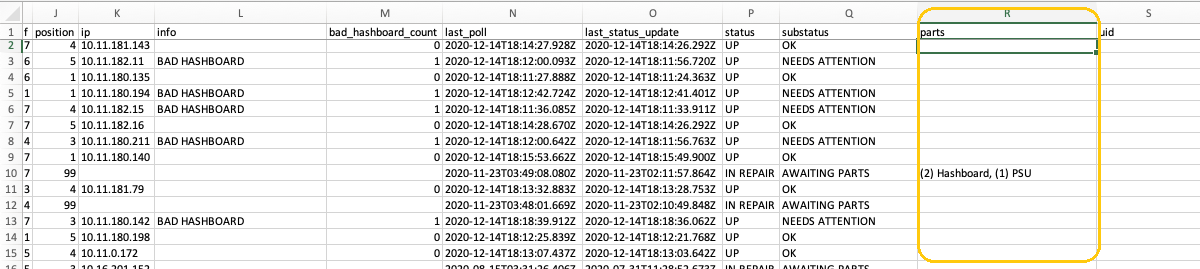 J K L M N O P Q R S
1 f position ip info bad_hashboard_count last_poll last_status_update status substatus parts uid
2 7 4 10.11.181.143 0 2020-12-14T18:14:27.928Z 2020-12-14T18:14:26.292Z UP OK
3 6 5 10.11.182.11 BAD HASHBOARD 1 2020-12-14T18:12:00.093Z 2020-12-14T18:11:56.720Z UP NEEDS ATTENTION
4 6 1 10.11.180.135 0 2020-12-14T18:11:27.888Z 2020-12-14T18:11:24.363Z UP OK
5 1 1 10.11.180.194 BAD HASHBOARD 1 2020-12-14T18:12:42.724Z 2020-12-14T18:12:41.401Z UP NEEDS ATTENTION
6 7 4 10.11.182.15 BAD HASHBOARD 1 2020-12-14T18:11:36.085Z 2020-12-14T18:11:33.911Z UP NEEDS ATTENTION
7 7 5 10.11.182.16 0 2020-12-14T18:14:28.670Z 2020-12-14T18:14:26.292Z UP OK
8 4 3 10.11.180.211 BAD HASHBOARD 1 2020-12-14T18:12:00.642Z 2020-12-14T18:11:56.763Z UP NEEDS ATTENTION
9 7 1 10.11.180.140 0 2020-12-14T18:15:53.662Z 2020-12-14T18:15:49.900Z UP OK
10 7 99 2020-11-23T03:49:08.080Z 2020-11-23T02:11:57.864Z IN REPAIR AWAITING PARTS (2) Hashboard, (1) PSU
11 3 4 10.11.181.79 0 2020-12-14T18:13:32.883Z 2020-12-14T18:13:28.753Z UP OK
12 4 99 2020-11-23T03:48:01.669Z 2020-11-23T02:10:49.848Z IN REPAIR AWAITING PARTS
13 7 3 10.11.180.142 BAD HASHBOARD 1 2020-12-14T18:18:39.912Z 2020-12-14T18:18:36.062Z UP NEEDS ATTENTION
14 1 5 10.11.180.198 0 2020-12-14T18:12:25.839Z 2020-12-14T18:12:21.768Z UP OK
15 5 4 10.11.0.172 0 2020-12-14T18:13:07.437Z 2020-12-14T18:13:03.642Z UP OK
16 5 3 10.16.201.152 IN REPAIR AWAITING PARTS